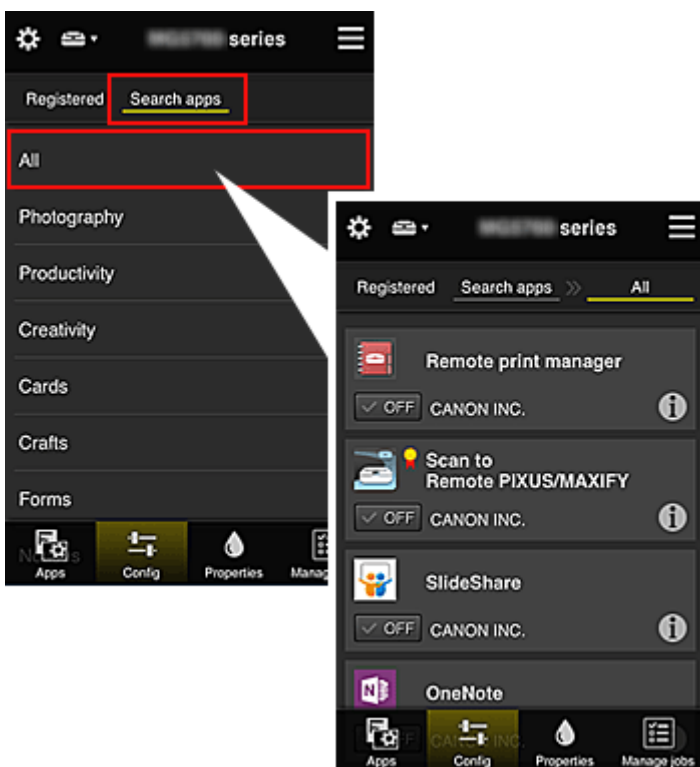 series
Registered Search apps
All
Photography
Productivity
Creativity
Cards
Crafts
Forms
Apps Config Properties
series
Registered Search apps >> All
Remote print manager
OFF CANON INC.
Scan to
Remote PIXUS/MAXIFY
OFF CANON INC.
SlideShare
OFF CANON INC.
OneNote
Apps Config Properties Manage jobs